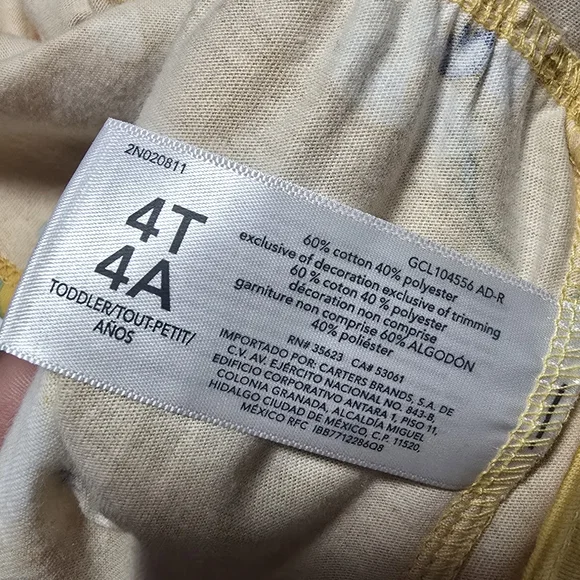 2N020811
4T
4A
TODDLER/TOUT-PETIT/
AÑOS
GCL104556 AD-R
60% cotton 40% polyester
exclusive of decoration exclusive of trimming
60 % coton 40 % polyester
décoration non comprise
garniture non comprise 60% ALGODÓN
40% poliéster
RN# 35623 CA# 53061
IMPORTADO POR: CARTERS BRANDS, S.A. DE
C.V. AV. EJÉRCITO NACIONAL NO. 843-B,
EDIFICIO CORPORATIVO ANTARA 1, PISO 11,
COLONIA GRANADA, ALCALDÍA MIGUEL
HIDALGO CIUDAD DE MÉXICO, C.P. 11520,
MÉXICO RFC IBB7712286O8